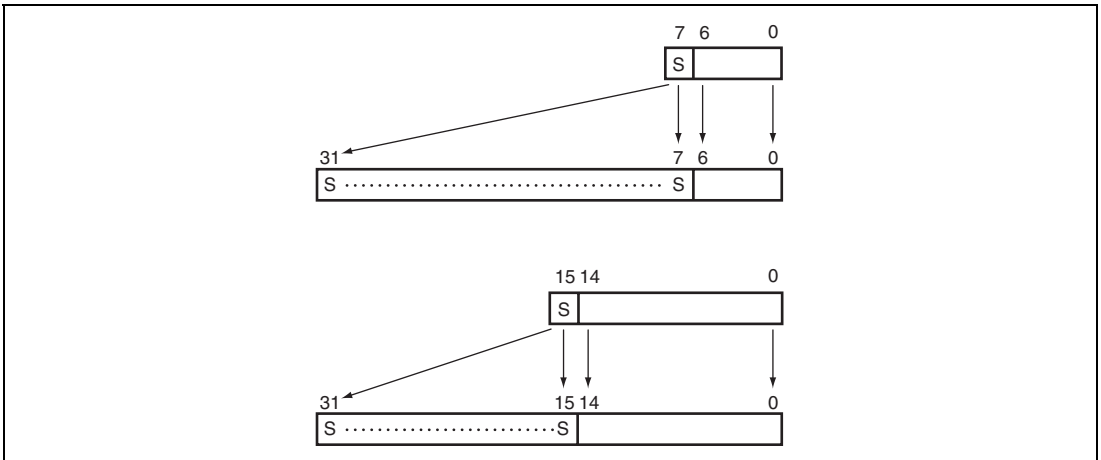 7 6 0
S
31 7 6 0
S ...................................... S
15 14 0
S
31 15 14 0
S .......................... S